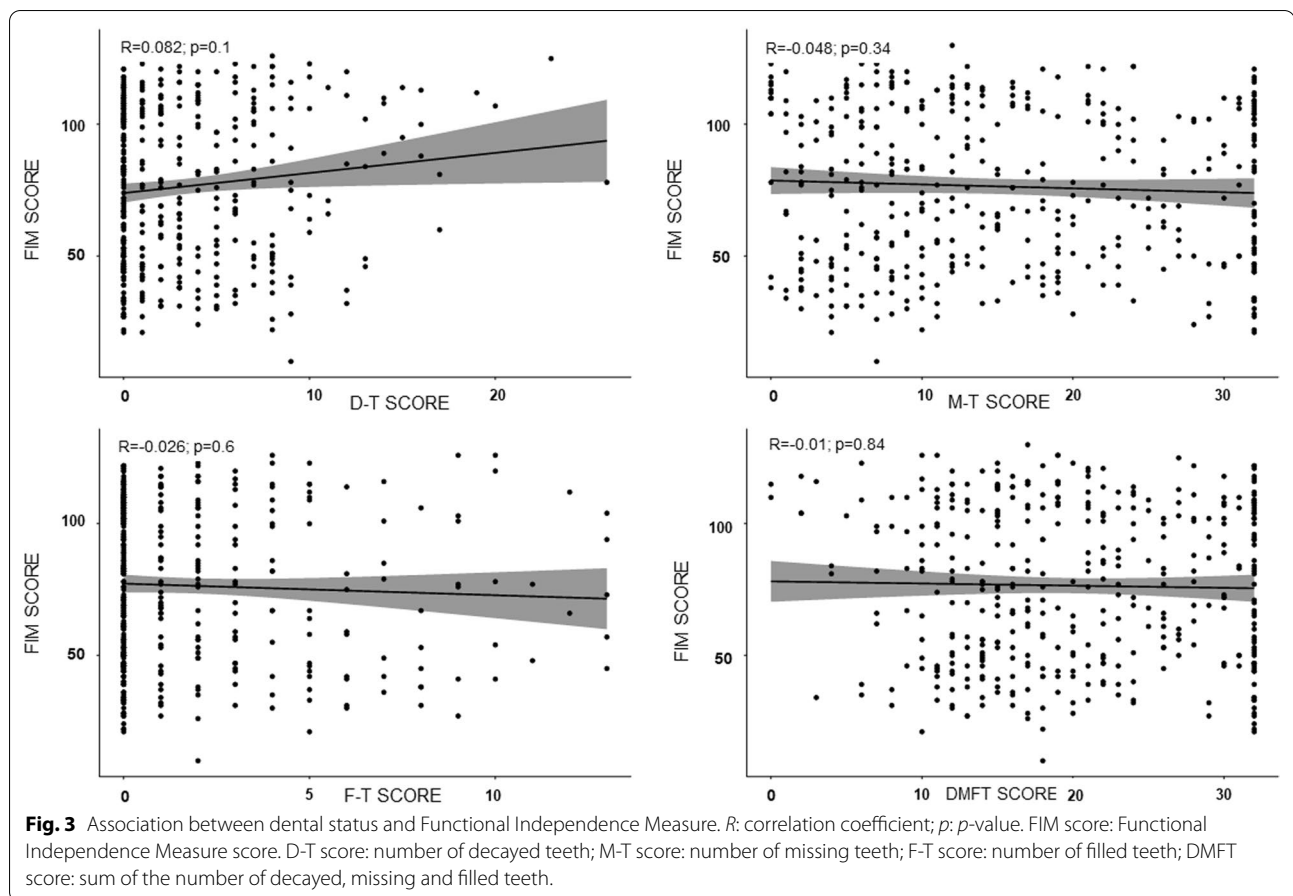 R=0.082; p=0.1
FIM SCORE
100
50
0
10
20
D-T SCORE
R=-0.048; p=0.34
FIM SCORE
100
50
0
10
20
30
M-T SCORE
R=-0.026; p=0.6
FIM SCORE
100
50
0
5
10
F-T SCORE
R=-0.01; p=0.84
FIM SCORE
100
50
0
10
20
30
DMFT SCORE
Fig. 3 Association between dental status and Functional Independence Measure. R: correlation coefficient; p: p-value. FIM score: Functional
Independence Measure score. D-T score: number of decayed teeth; M-T score: number of missing teeth; F-T score: number of filled teeth; DMFT
score: sum of the number of decayed, missing and filled teeth.